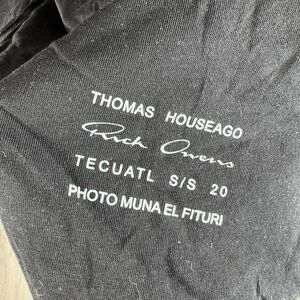 THOMAS HOUSEAGO
Rick Owens
TECUATL S/S 20
PHOTO MUNA EL FITURI